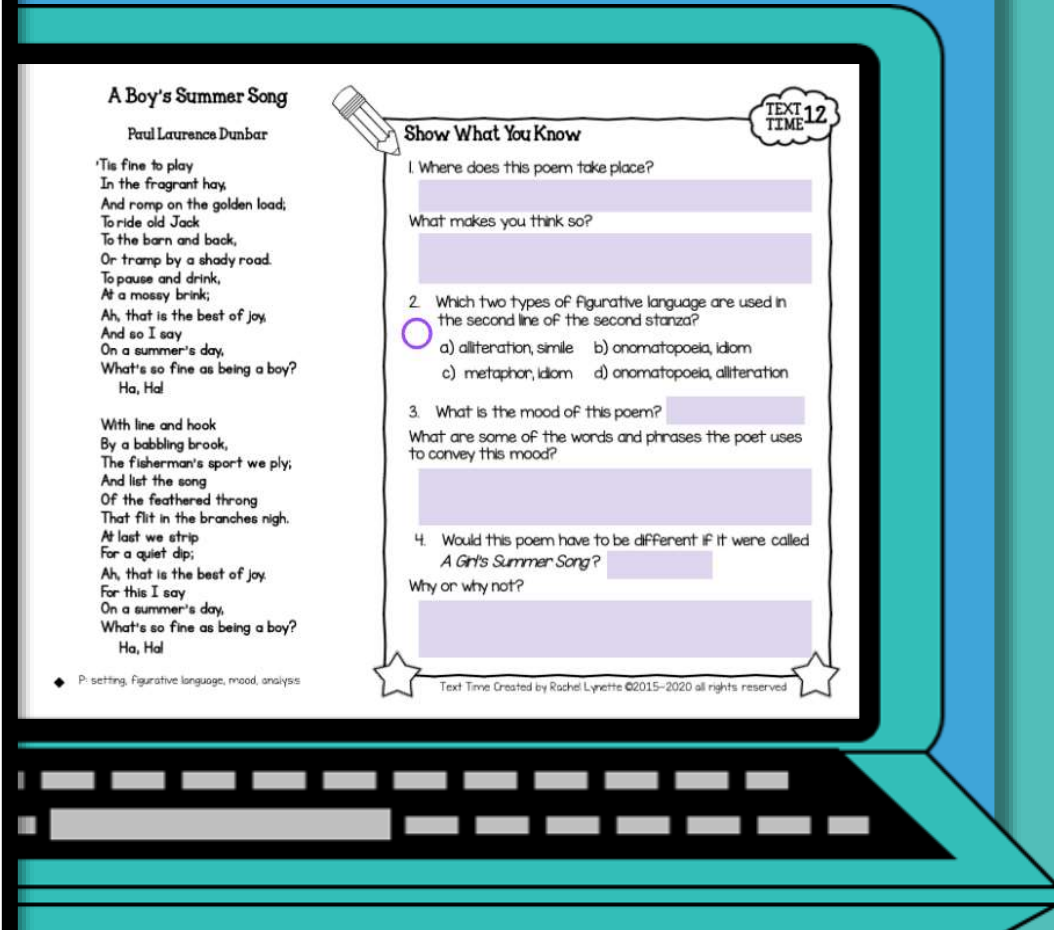 A Boy's Summer Song
Paul Laurence Dunbar
'Tis fine to play
In the fragrant hay,
And romp on the golden load;
To ride old Jack
To the barn and back,
Or tramp by a shady road.
To pause and drink,
At a mossy brink;
Ah, that is the best of joy,
And so I say
On a summer's day,
What's so fine as being a boy?
Ha, Ha!
With line and hook
By a babbling brook,
The fisherman's sport we ply;
And list the song
Of the feathered throng
That flit in the branches nigh.
At last we strip
For a quiet dip;
Ah, that is the best of joy.
For this I say
On a summer's day,
What's so fine as being a boy?
Ha, Ha!
P: setting, figurative language, mood, analysis
TEXT
TIME 12
Show What You Know
1. Where does this poem take place?
What makes you think so?
2. Which two types of figurative language are used in
the second line of the second stanza?
a) alliteration, simile b) onomatopoeia, idiom
c) metaphor, idiom d) onomatopoeia, alliteration
3. What is the mood of this poem?
What are some of the words and phrases the poet uses
to convey this mood?
4. Would this poem have to be different if it were called
A Girl's Summer Song?
Why or why not?
Text Time Created by Rachel Lynette ©2015-2020 all rights reserved